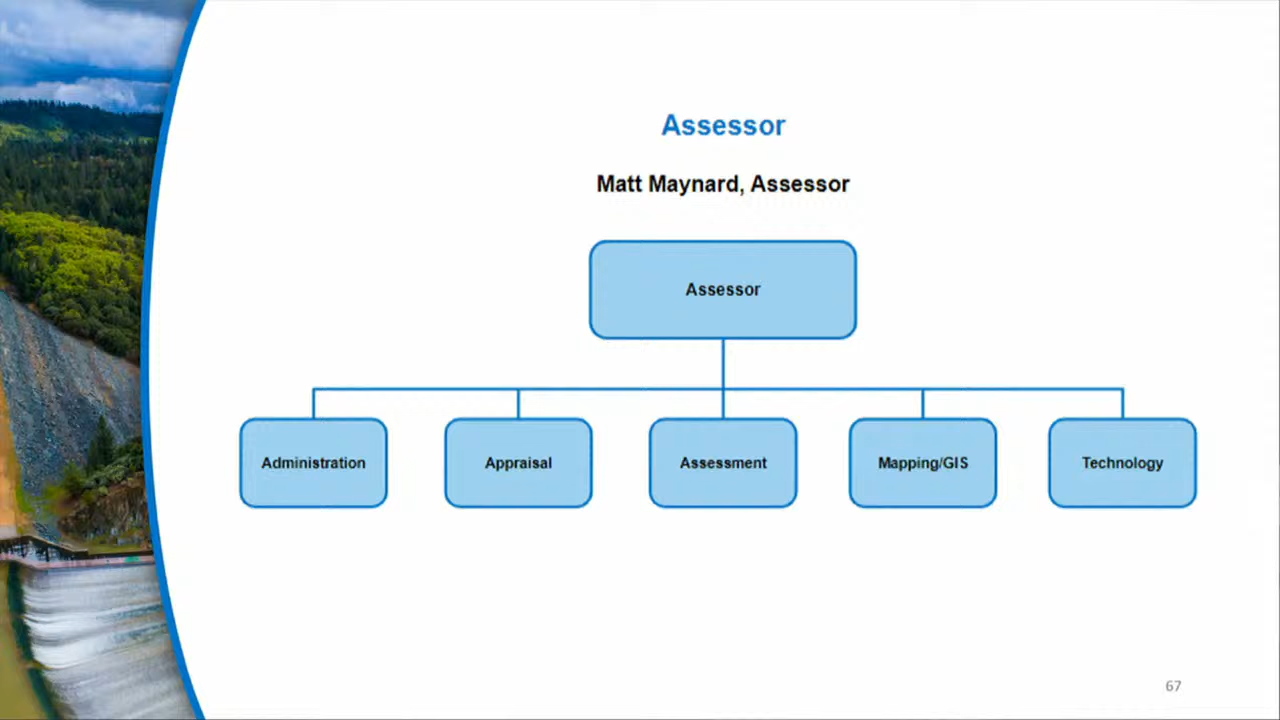 Assessor
Matt Maynard, Assessor
Assessor
Administration
Appraisal
Assessment
Mapping/GIS
Technology
67